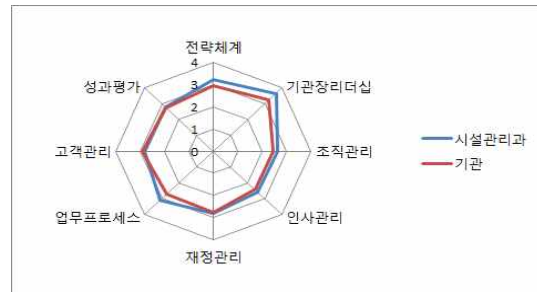 전략체계
기관장리더십
조직관리
인사관리
재정관리
업무프로세스
고객관리
성과평가
4
3
2
1
0
시설관리과
기관